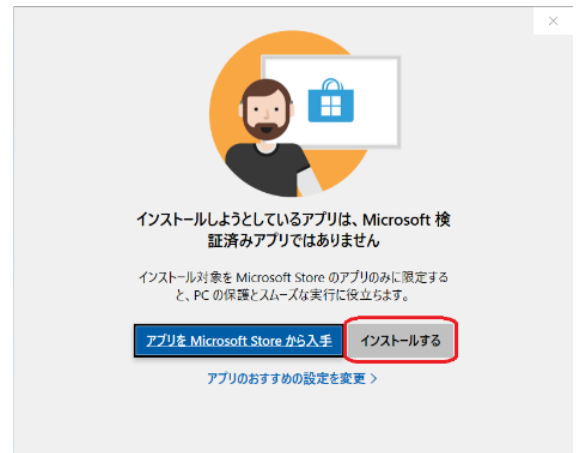 インストールしようとしているアプリは、Microsoft 検
証済みアプリではありません
インストール対象を Microsoft Store のアプリのみに限定する
と、PC の保護とスムーズな実行に役立ちます。
アプリを Microsoft Store から入手
インストールする
アプリのおすすめの設定を変更 >